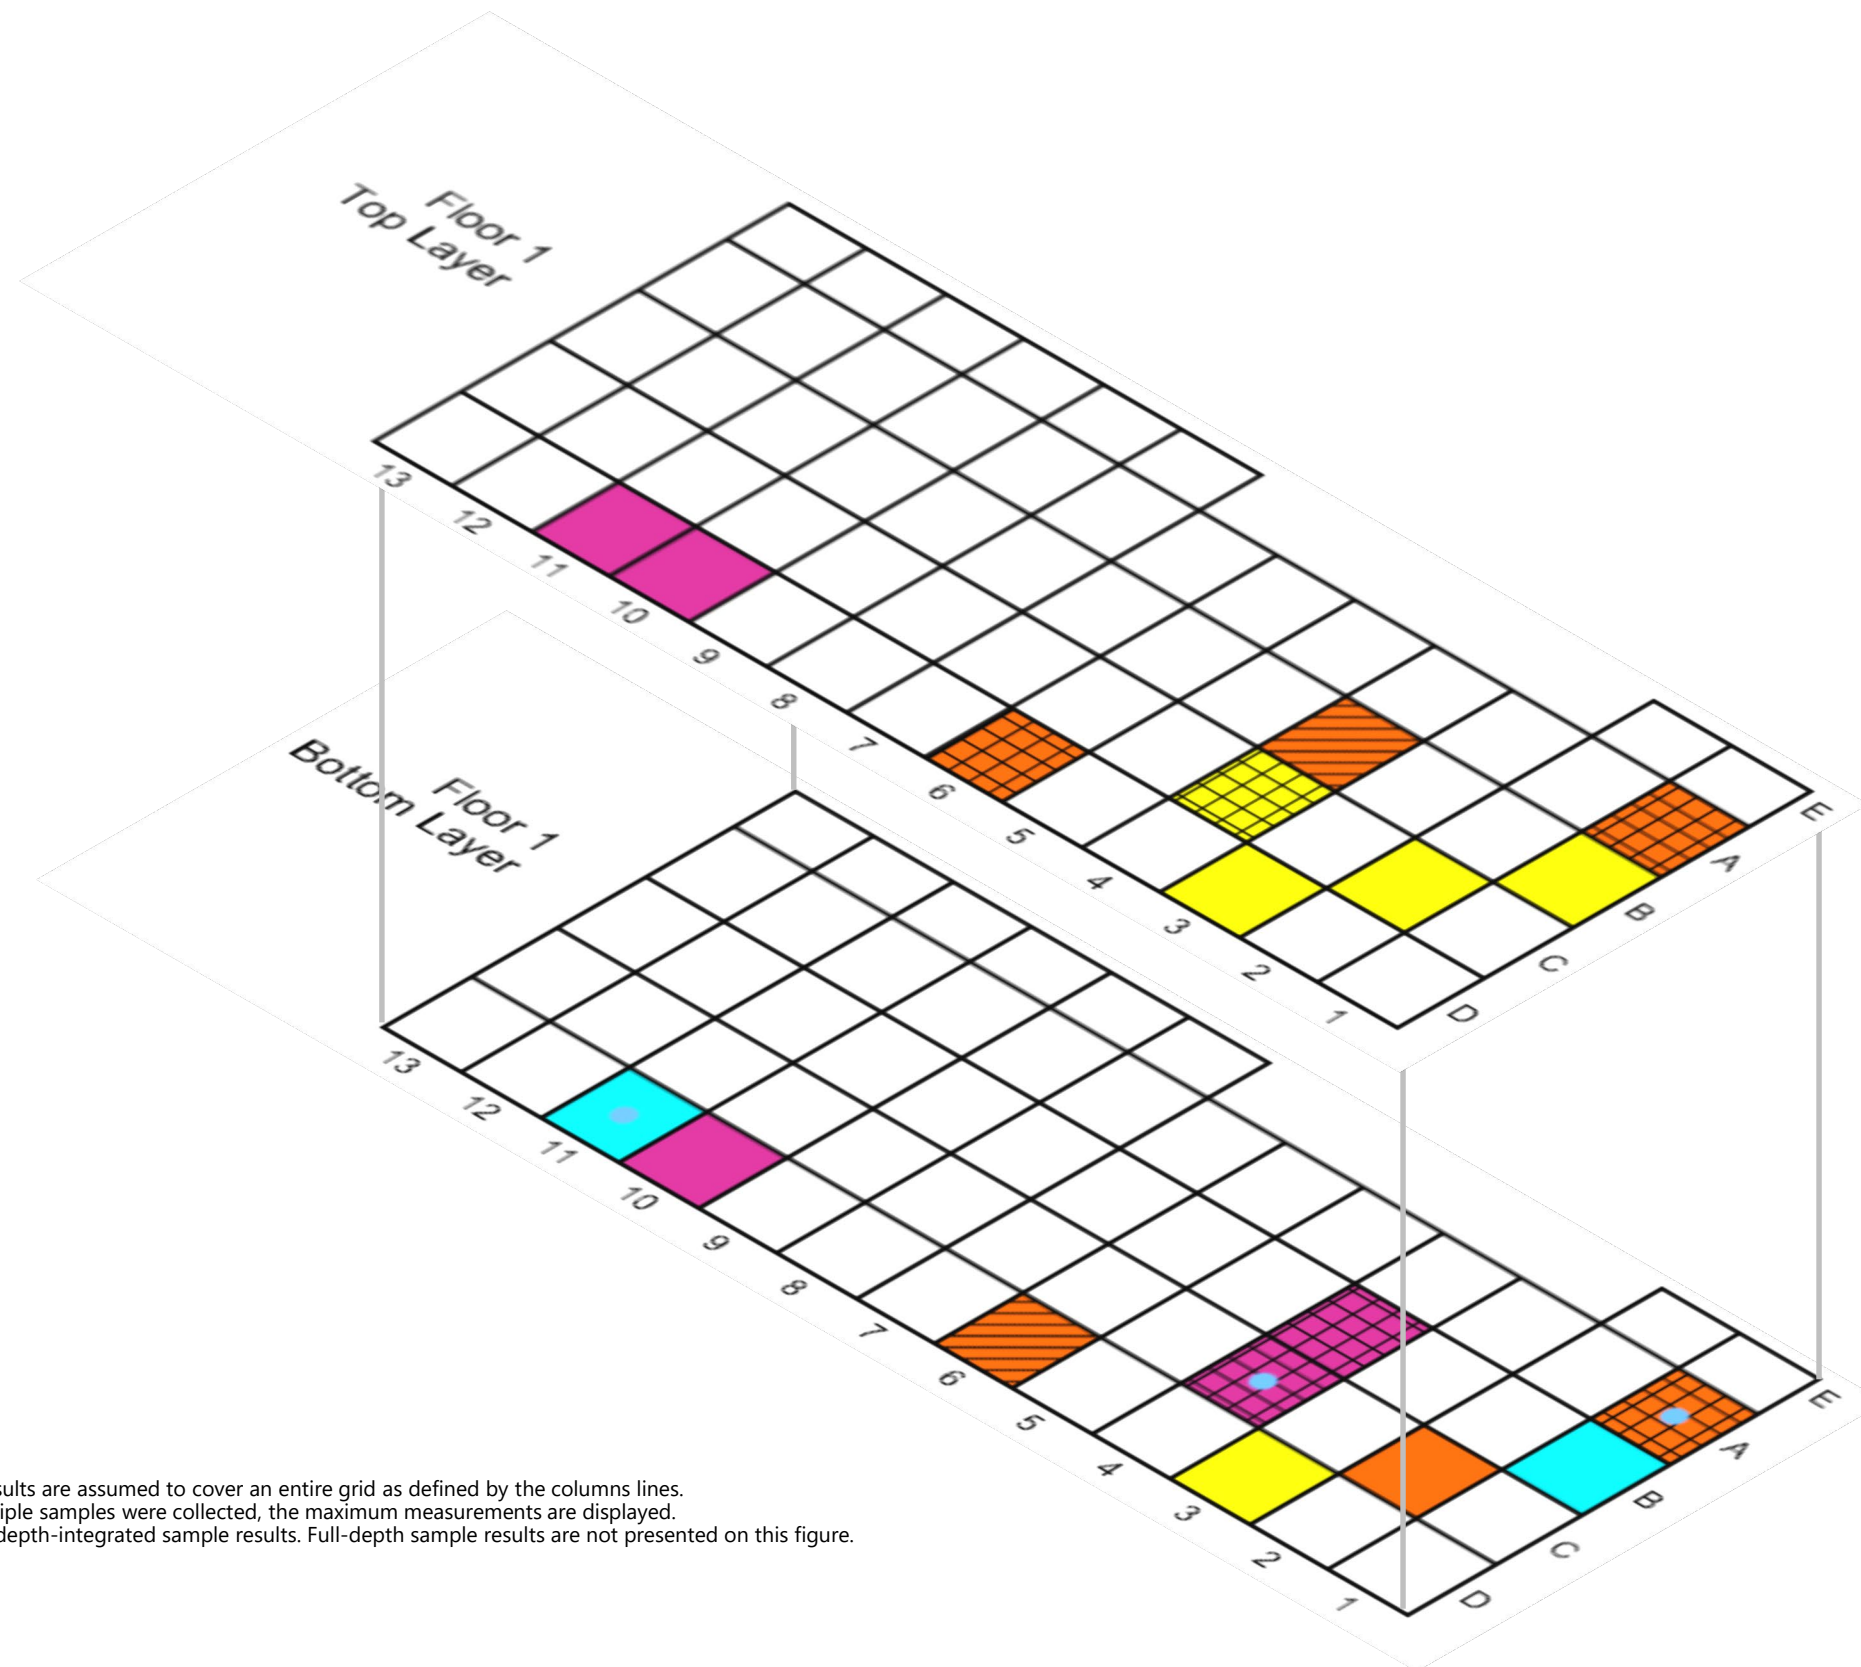 Floor 1
Top Layer
13
12
11
10
9
8
7
6
5
4
3
2
1
D
C
B
A
E
Floor 1
Bottom Layer
13
12
11
10
9
8
7
6
5
4
3
2
1
D
C
B
A
E
sults are assumed to cover an entire grid as defined by the columns lines.
iple samples were collected, the maximum measurements are displayed.
depth-integrated sample results. Full-depth sample results are not presented on this figure.